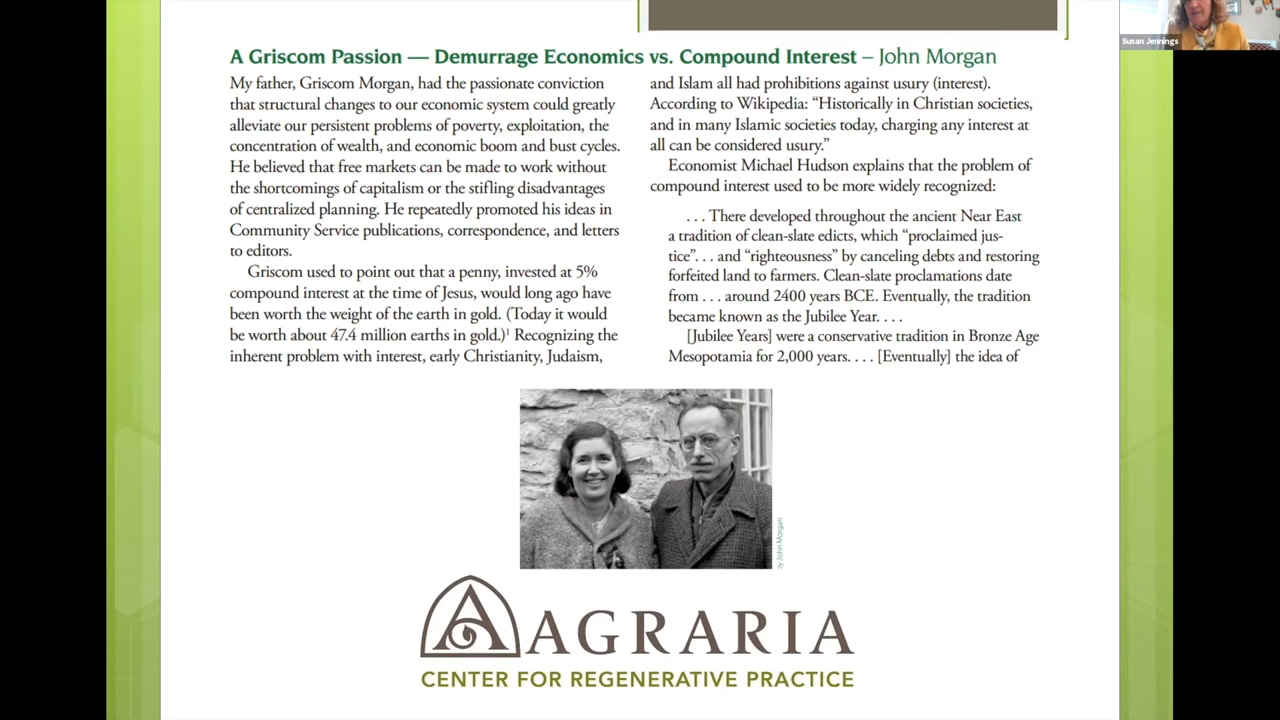 Susan Jennings
A Griscom Passion — Demurrage Economics vs. Compound Interest – John Morgan
My father, Griscom Morgan, had the passionate conviction
that structural changes to our economic system could greatly
alleviate our persistent problems of poverty, exploitation, the
concentration of wealth, and economic boom and bust cycles.
He believed that free markets can be made to work without
the shortcomings of capitalism or the stifling disadvantages
of centralized planning. He repeatedly promoted his ideas in
Community Service publications, correspondence, and letters
to editors.
Griscom used to point out that a penny, invested at 5%
compound interest at the time of Jesus, would long ago have
been worth the weight of the earth in gold. (Today it would
be worth about 47.4 million earths in gold.)¹ Recognizing the
inherent problem with interest, early Christianity, Judaism,
and Islam all had prohibitions against usury (interest).
According to Wikipedia: “Historically in Christian societies,
and in many Islamic societies today, charging any interest at
all can be considered usury.”
Economist Michael Hudson explains that the problem of
compound interest used to be more widely recognized:
. . . There developed throughout the ancient Near East
a tradition of clean-slate edicts, which “proclaimed jus-
tice”. . . and “righteousness” by canceling debts and restoring
forfeited land to farmers. Clean-slate proclamations date
from . . . around 2400 years BCE. Eventually, the tradition
became known as the Jubilee Year. . . .
[Jubilee Years] were a conservative tradition in Bronze Age
Mesopotamia for 2,000 years. . . . [Eventually] the idea of
by John Morgan
AGRARIA
CENTER FOR REGENERATIVE PRACTICE